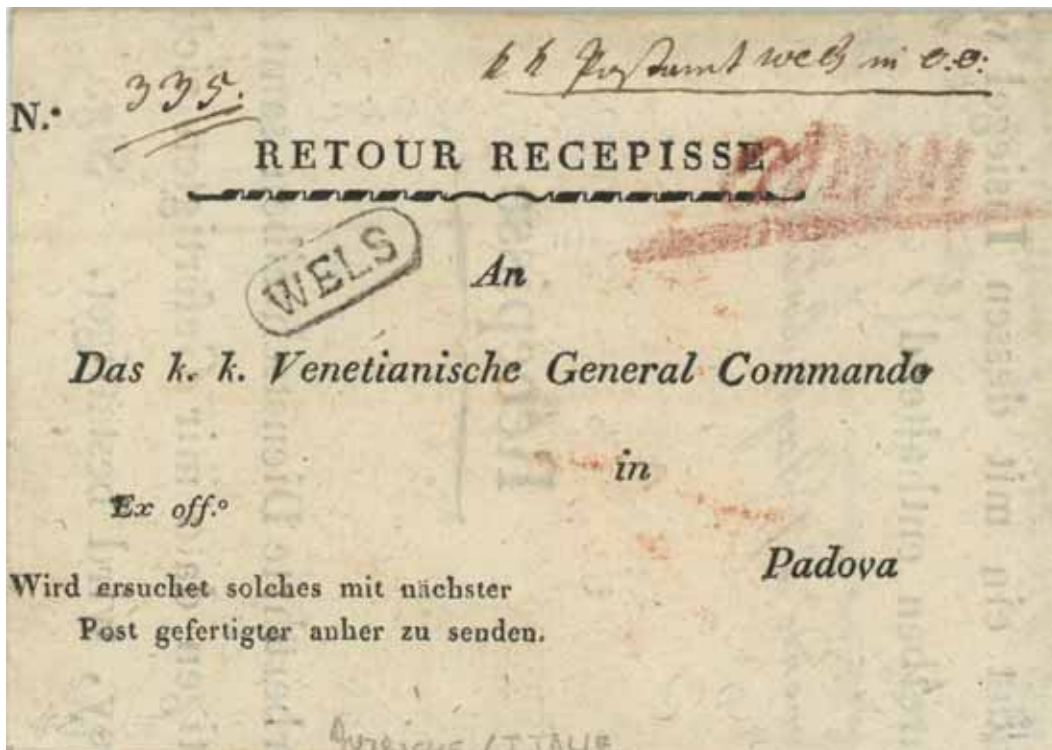 k k Postamt Wels in O.Ö:
N.º 335.
RETOUR RECEPISSE
WELS
An
Das k. k. Venetianische General Commando
in
Ex off.º
Padova
Wird ersuchet solches mit nächster
Post gefertigter anher zu senden.